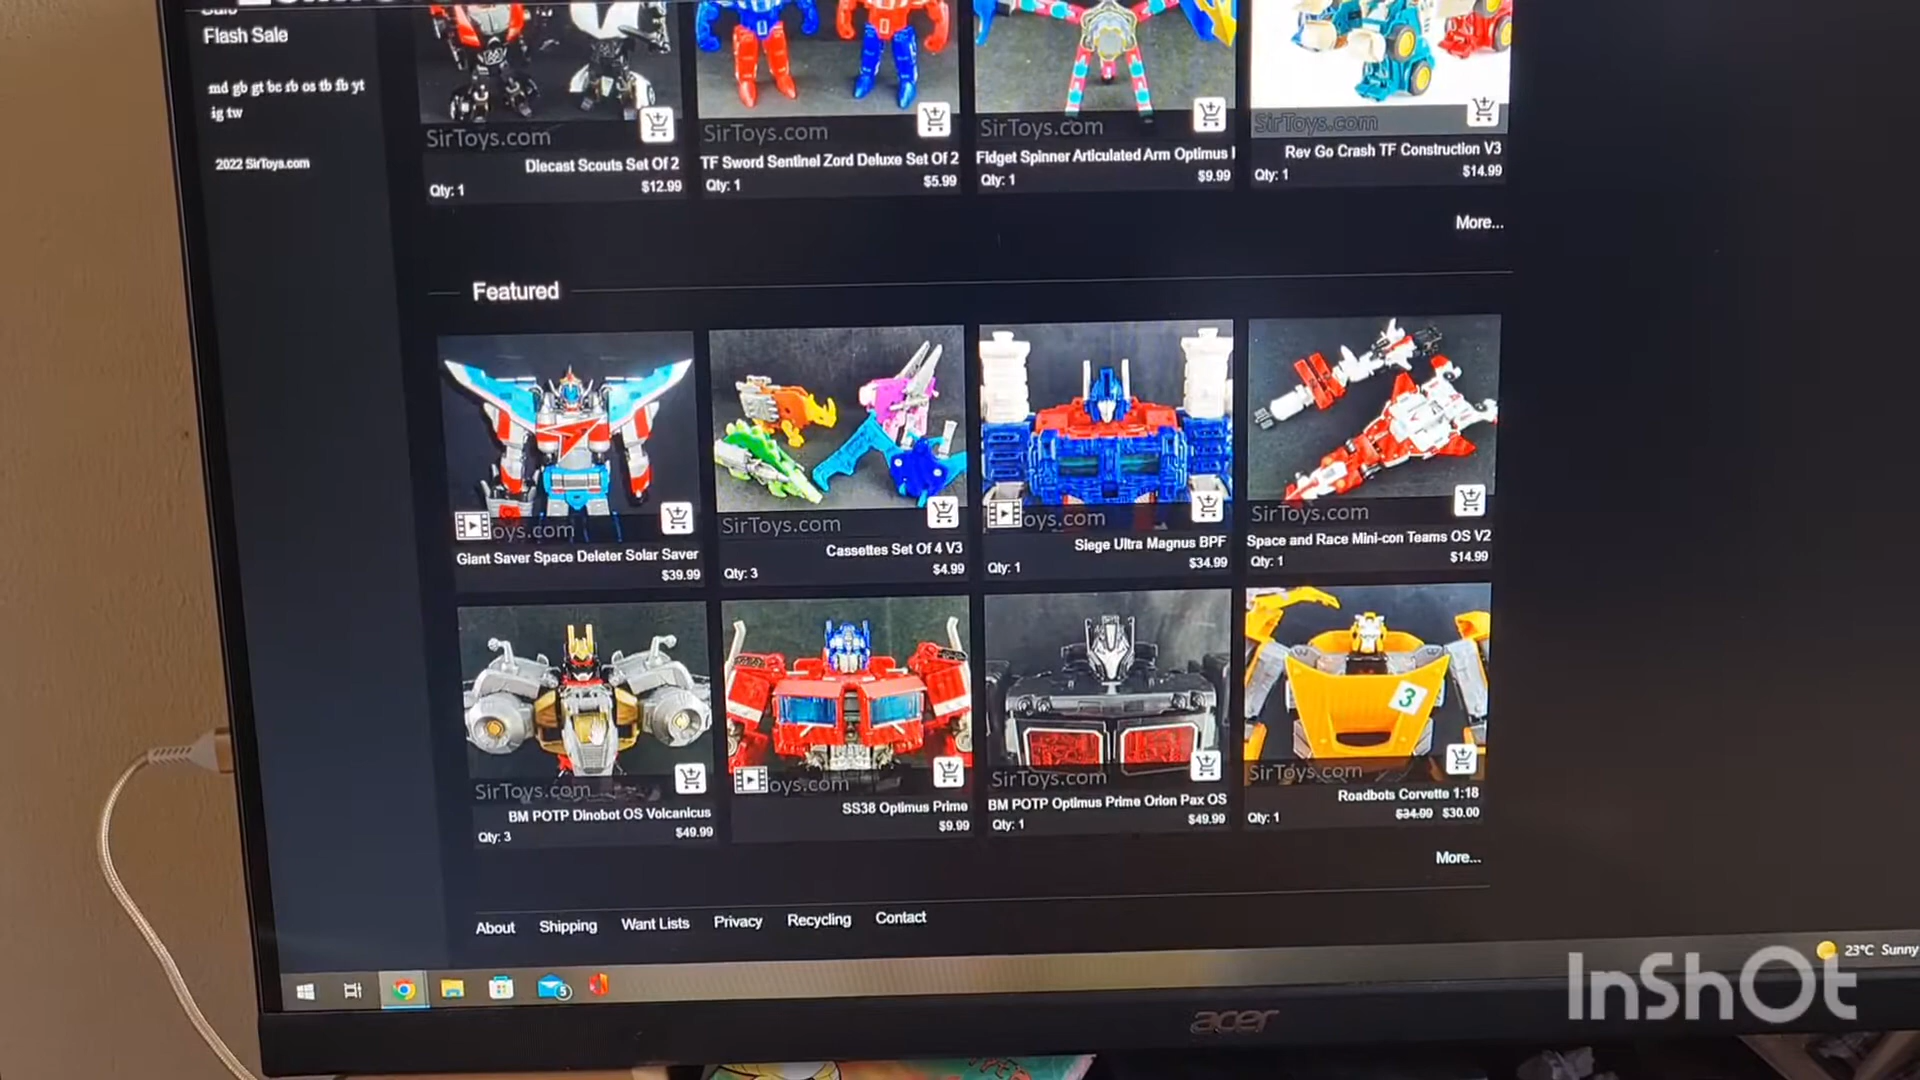 Flash Sale
md gb gt bc rb os tb fb yt
ig tw
2022 SirToys.com
SirToys.com
Diecast Scouts Set Of 2
Qty: 1
$12.99
SirToys.com
TF Sword Sentinel Zord Deluxe Set Of 2
Qty: 1
$5.99
SirToys.com
Fidget Spinner Articulated Arm Optimus
Qty: 1
$9.99
SirToys.com
Rev Go Crash TF Construction V3
Qty: 1
$14.99
More...
Featured
oys.com
Giant Saver Space Deleter Solar Saver
$39.99
SirToys.com
Cassettes Set Of 4 V3
Qty: 3
$4.99
oys.com
Siege Ultra Magnus BPF
Qty: 1
$34.99
SirToys.com
Space and Race Mini-con Teams OS V2
Qty: 1
$14.99
SirToys.com
BM POTP Dinobot OS Volcanicus
Qty: 3
$49.99
oys.com
SS38 Optimus Prime
$9.99
SirToys.com
BM POTP Optimus Prime Orion Pax OS
Qty: 1
$49.99
3
SirToys.com
Roadbots Corvette 1:18
Qty: 1
$34.99 $30.00
More...
About Shipping Want Lists Privacy Recycling Contact
5
23°C Sunny
acer
InShOt